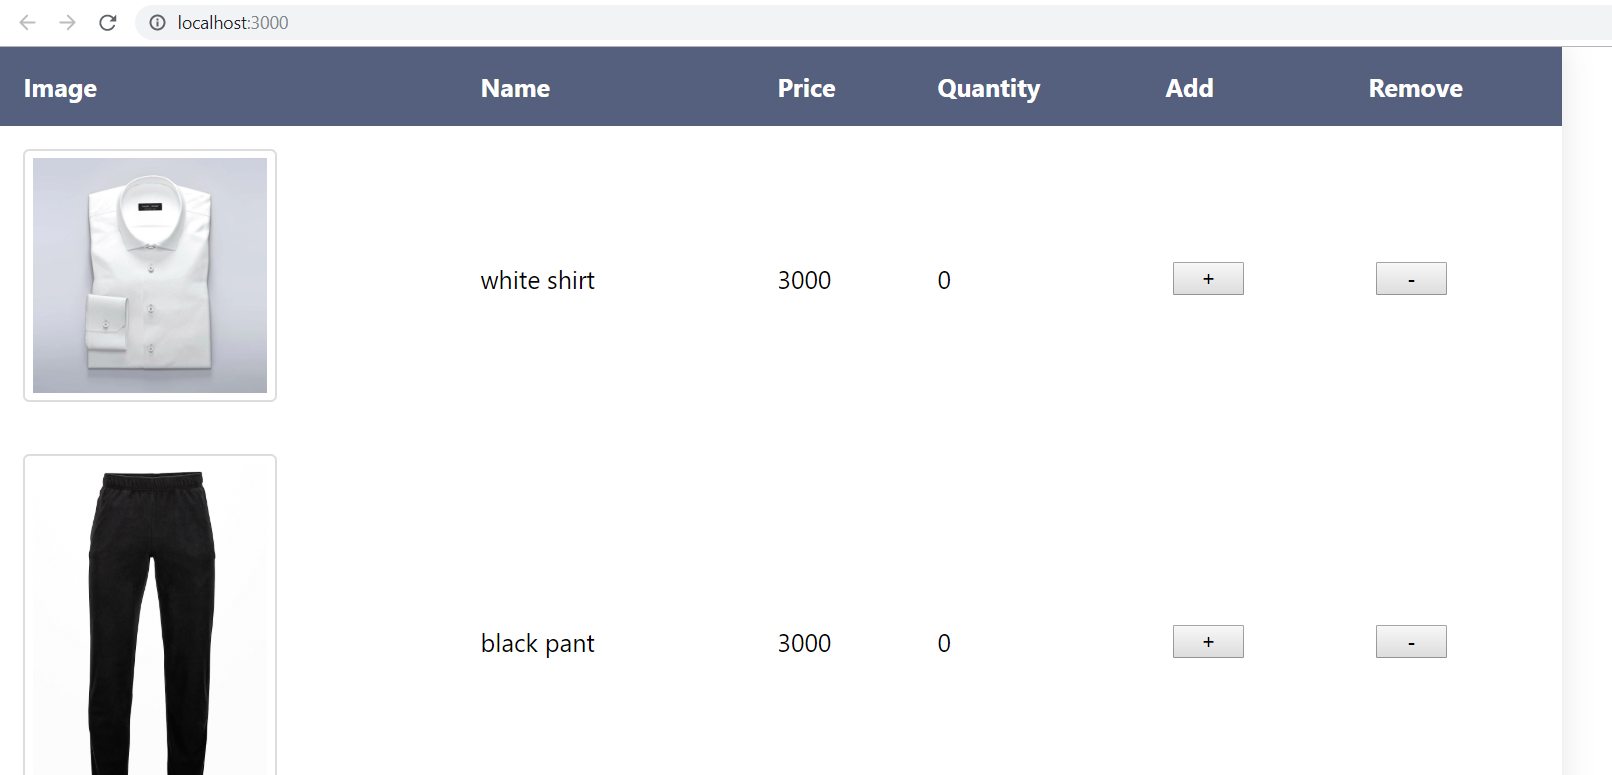 localhost:3000
Image Name Price Quantity Add Remove
white shirt 3000 0 + -
black pant 3000 0 + -